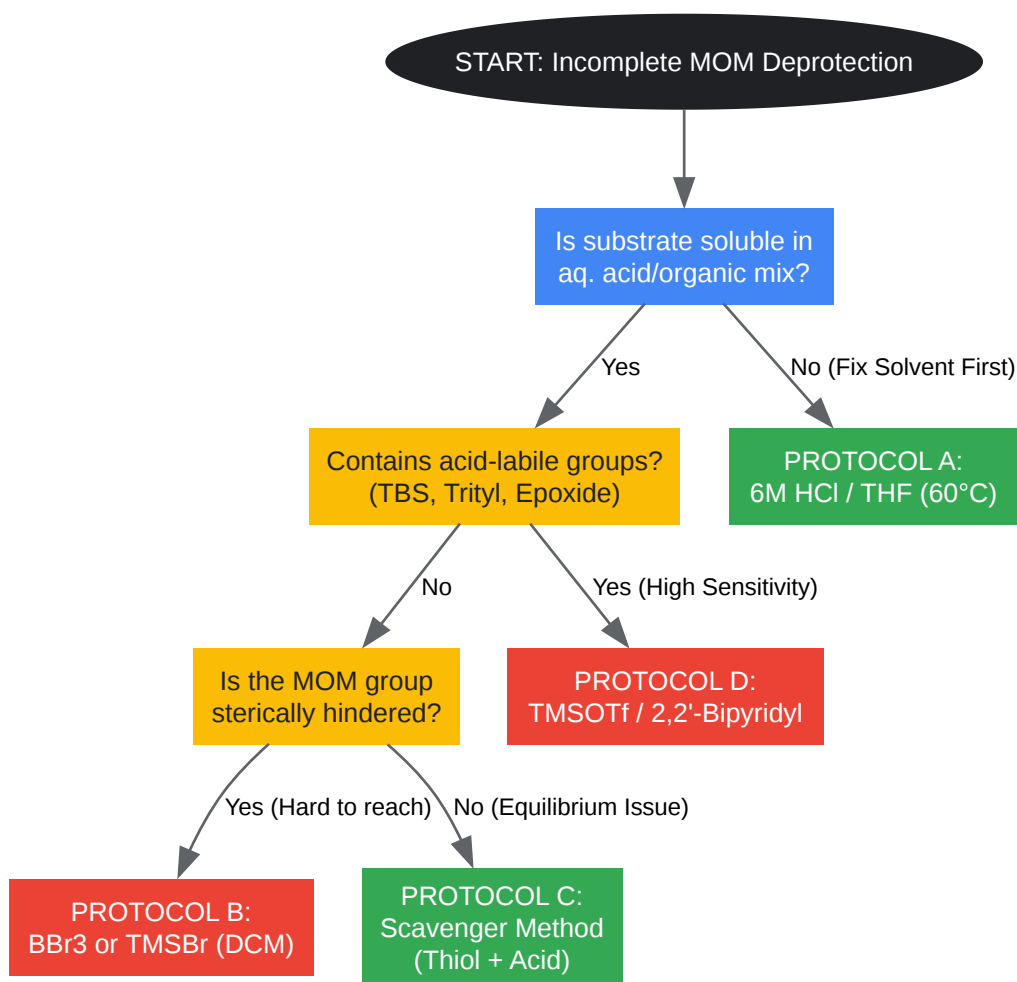 START: Incomplete MOM Deprotection
Is substrate soluble in
aq. acid/organic mix?
Yes
No (Fix Solvent First)
Contains acid-labile groups?
(TBS, Trityl, Epoxide)
PROTOCOL A:
6M HCl / THF (60°C)
No
Yes (High Sensitivity)
Is the MOM group
sterically hindered?
PROTOCOL D:
TMSOTf / 2,2'-Bipyridyl
Yes (Hard to reach)
No (Equilibrium Issue)
PROTOCOL B:
BBr3 or TMSBr (DCM)
PROTOCOL C:
Scavenger Method
(Thiol + Acid)